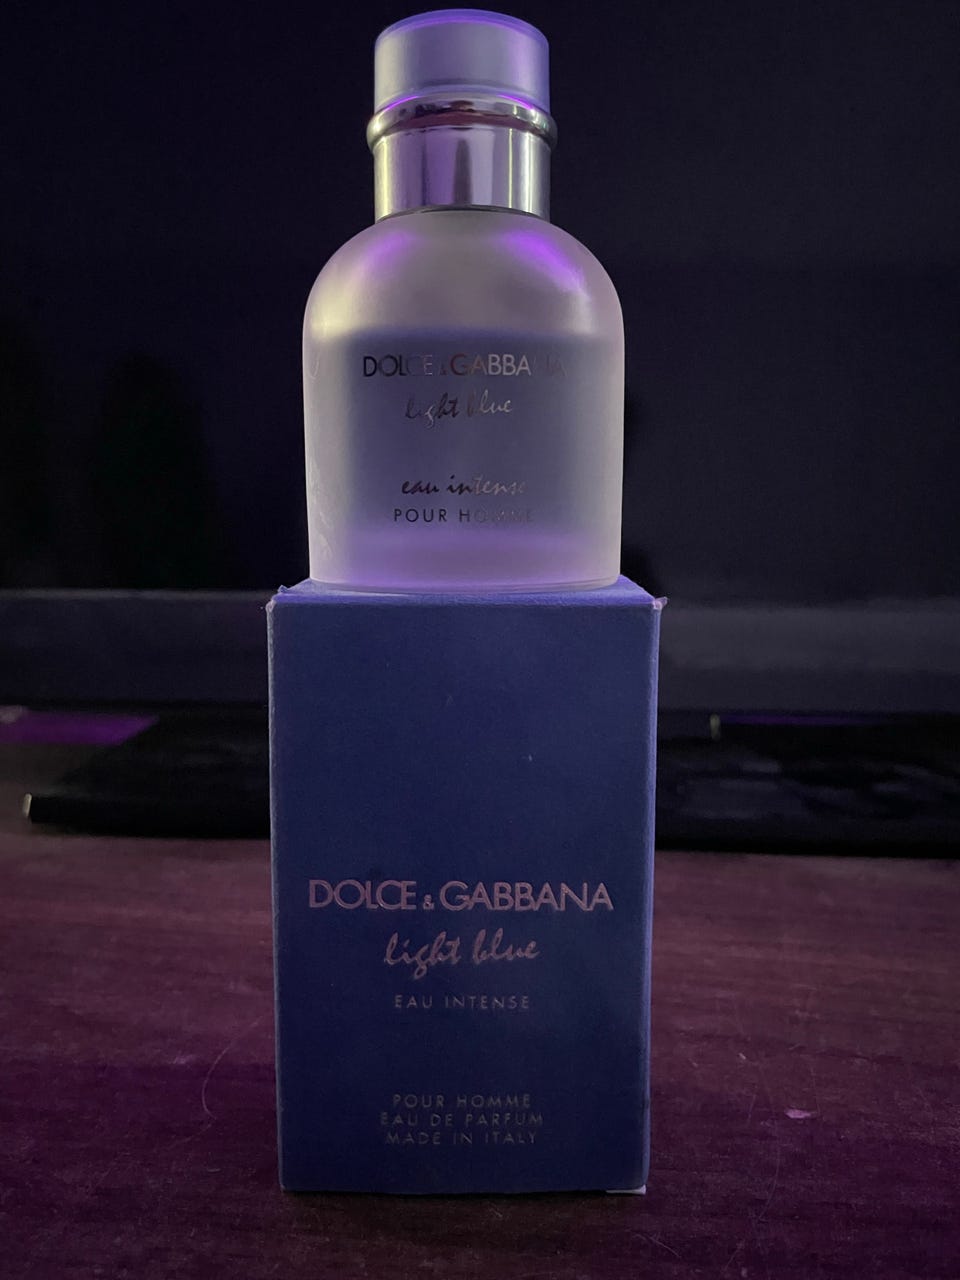 DOLCE & GABBANA
light blue
eau intense
POUR HOMME
DOLCE & GABBANA
light blue
EAU INTENSE
POUR HOMME
EAU DE PARFUM
MADE IN ITALY